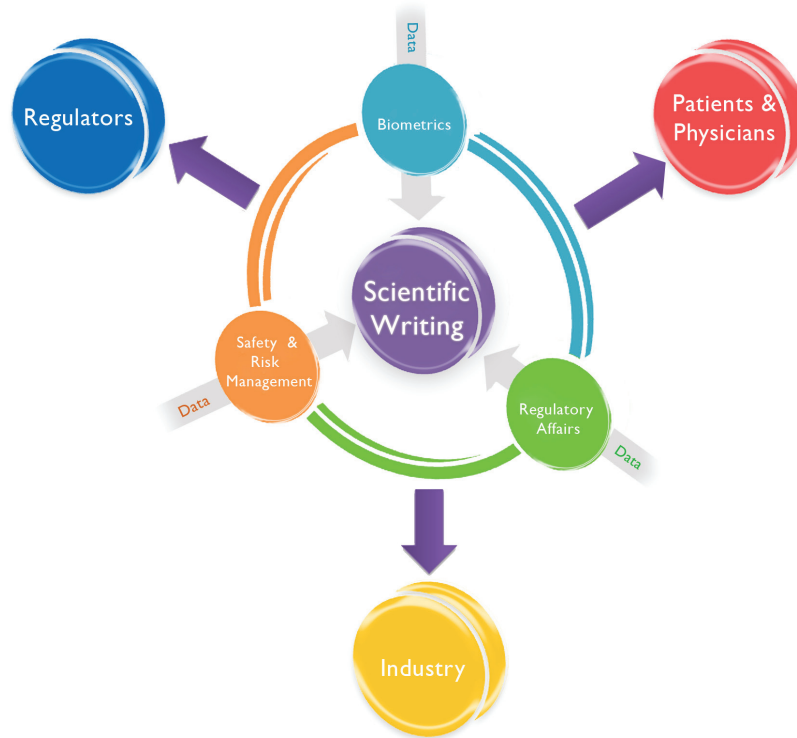 Data
Biometrics
Regulators
Patients &
Physicians
Scientific
Writing
Safety &
Risk
Management
Data
Regulatory
Affairs
Data
Industry